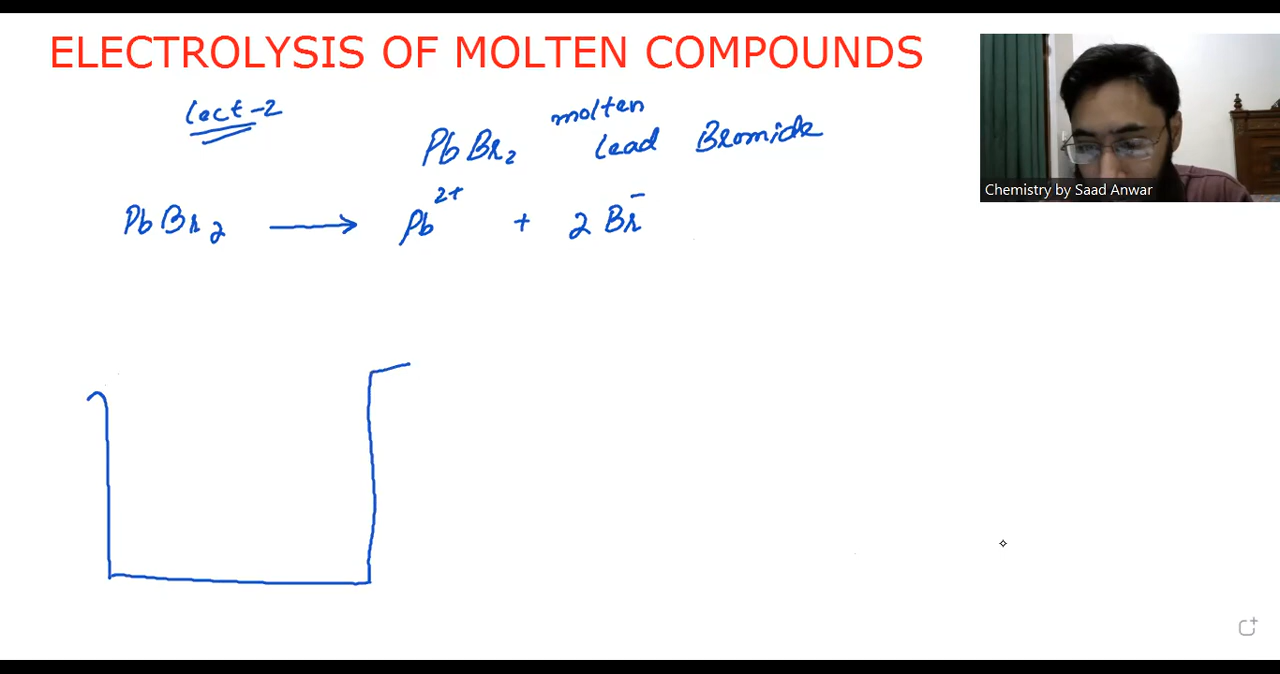 ELECTROLYSIS OF MOLTEN COMPOUNDS
Lect-2
molten
PbBr₂ Lead Bromide
PbBr₂ ⟶ Pb²⁺ + 2Br⁻
Chemistry by Saad Anwar